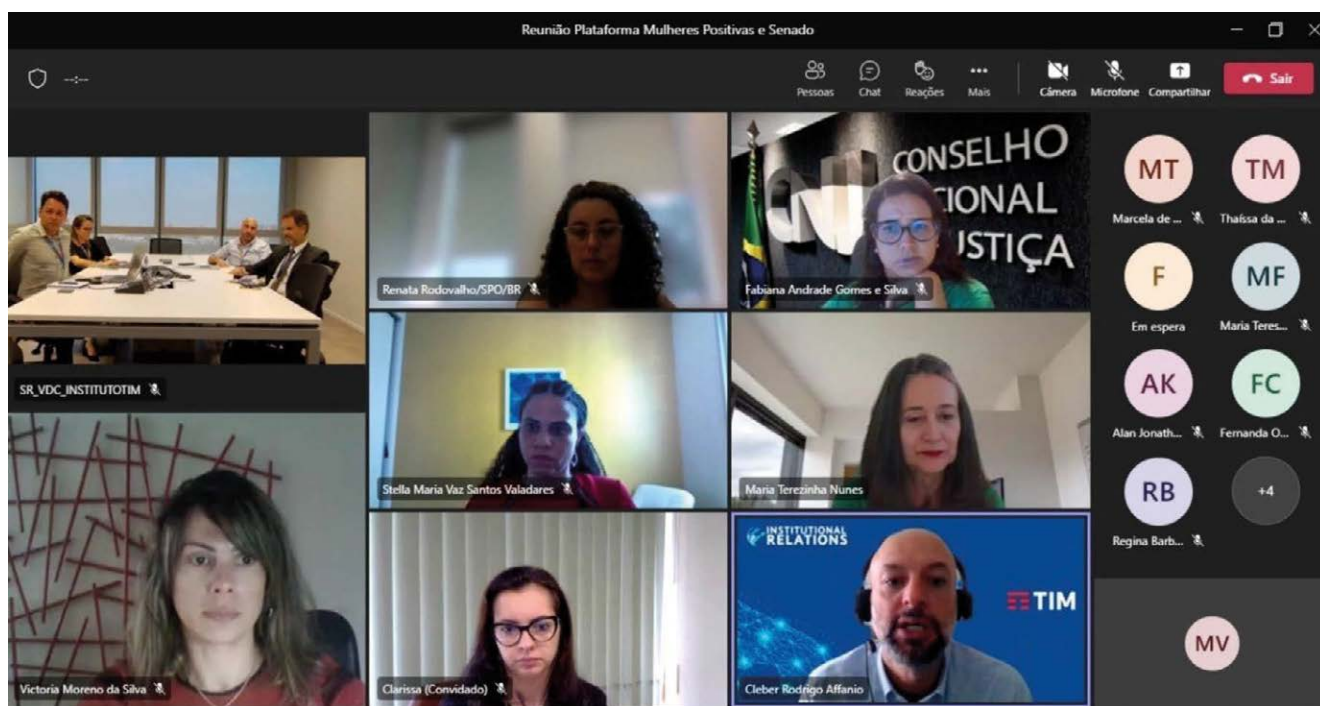 Reunião Plataforma Mulheres Positivas e Senado
--:--
Pessoas
Chat
Reações
Mais
Câmera
Microfone
Compartilhar
Sair
SR_VDC_INSTITUTOTIM
Renata Rodovalho/SPO/BR
CONSELHO
CIONAL
USTIÇA
Fabiana Andrade Gomes e Silva
Stella Maria Vaz Santos Valadares
Maria Terezinha Nunes
Victoria Moreno da Silva
Clarissa (Convidado)
INSTITUTIONAL
RELATIONS
TIM
Cleber Rodrigo Affanio
MT
Marcela de ...
TM
Thaíssa da ...
F
Em espera
MF
Maria Teres...
AK
Alan Jonath...
FC
Fernanda O...
RB
Regina Barb...
+4
MV